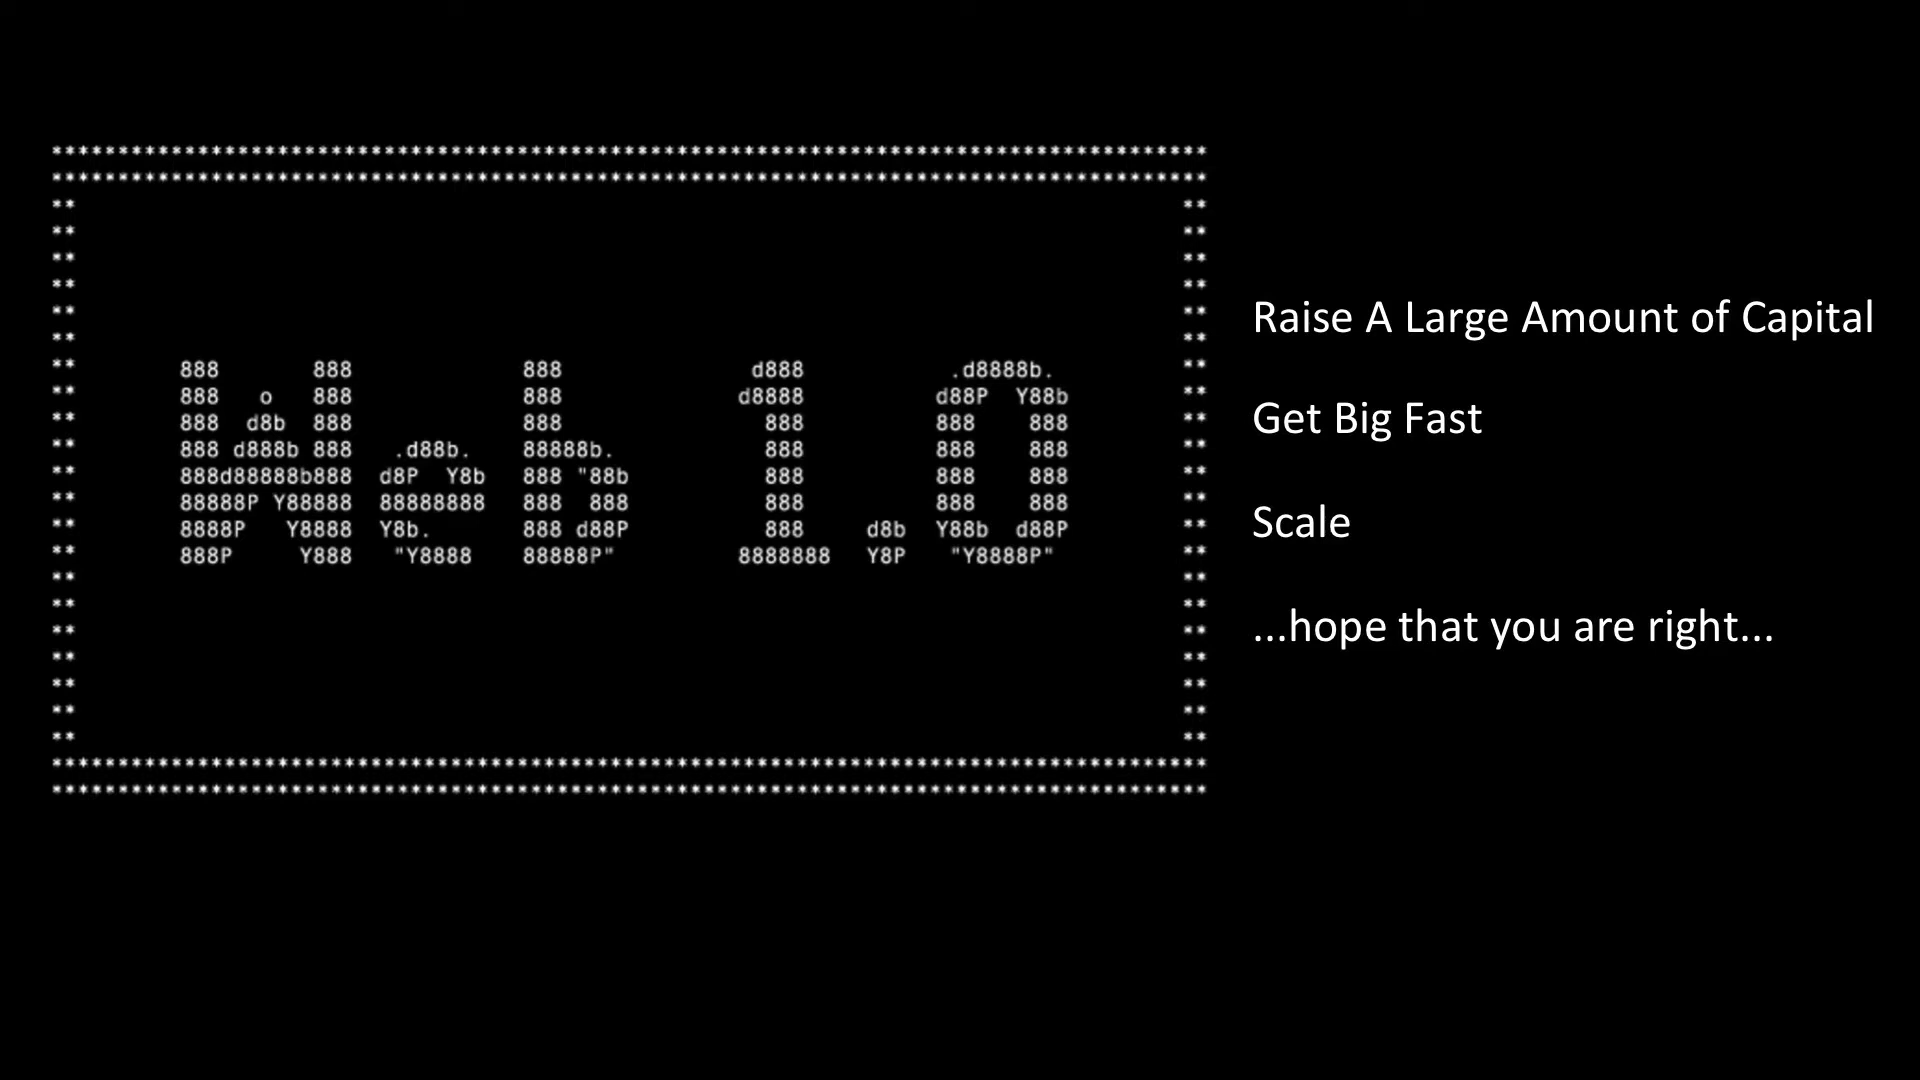 Web 1.0
Raise A Large Amount of Capital
Get Big Fast
Scale
...hope that you are right...